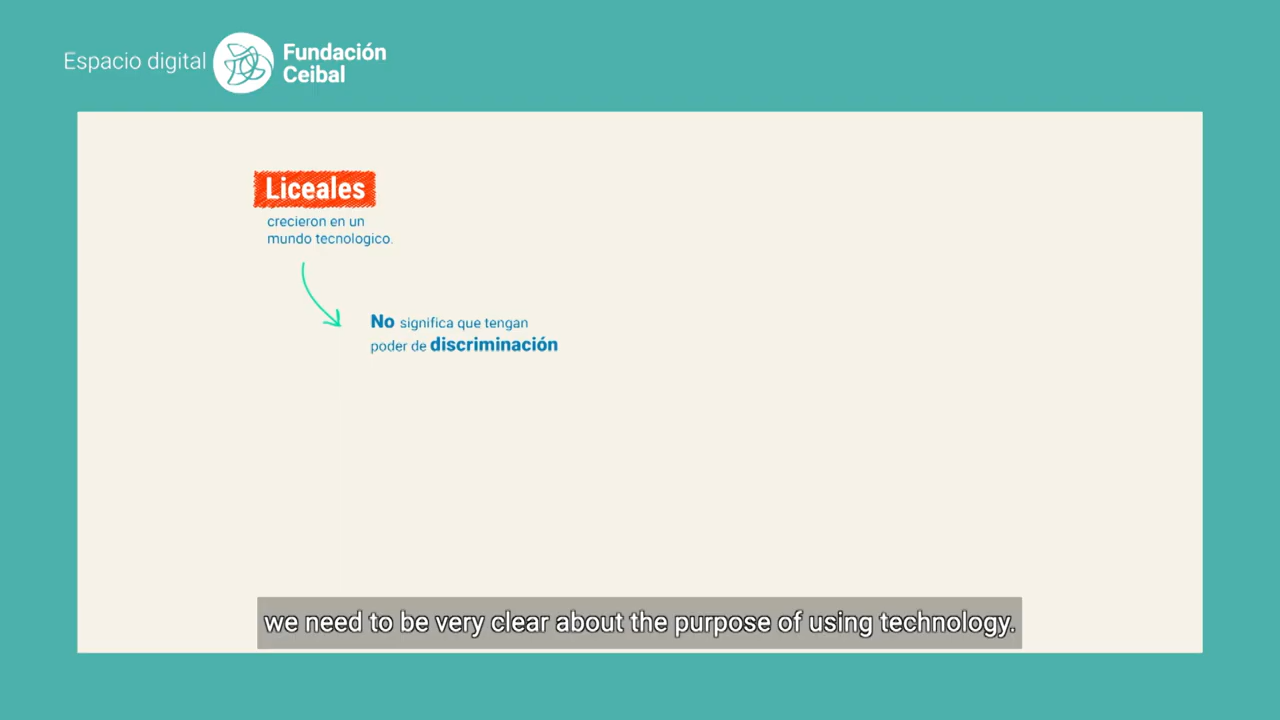 Espacio digital
Fundación
Ceibal
Liceales
crecieron en un
mundo tecnologico.
No significa que tengan
poder de discriminación
we need to be very clear about the purpose of using technology.